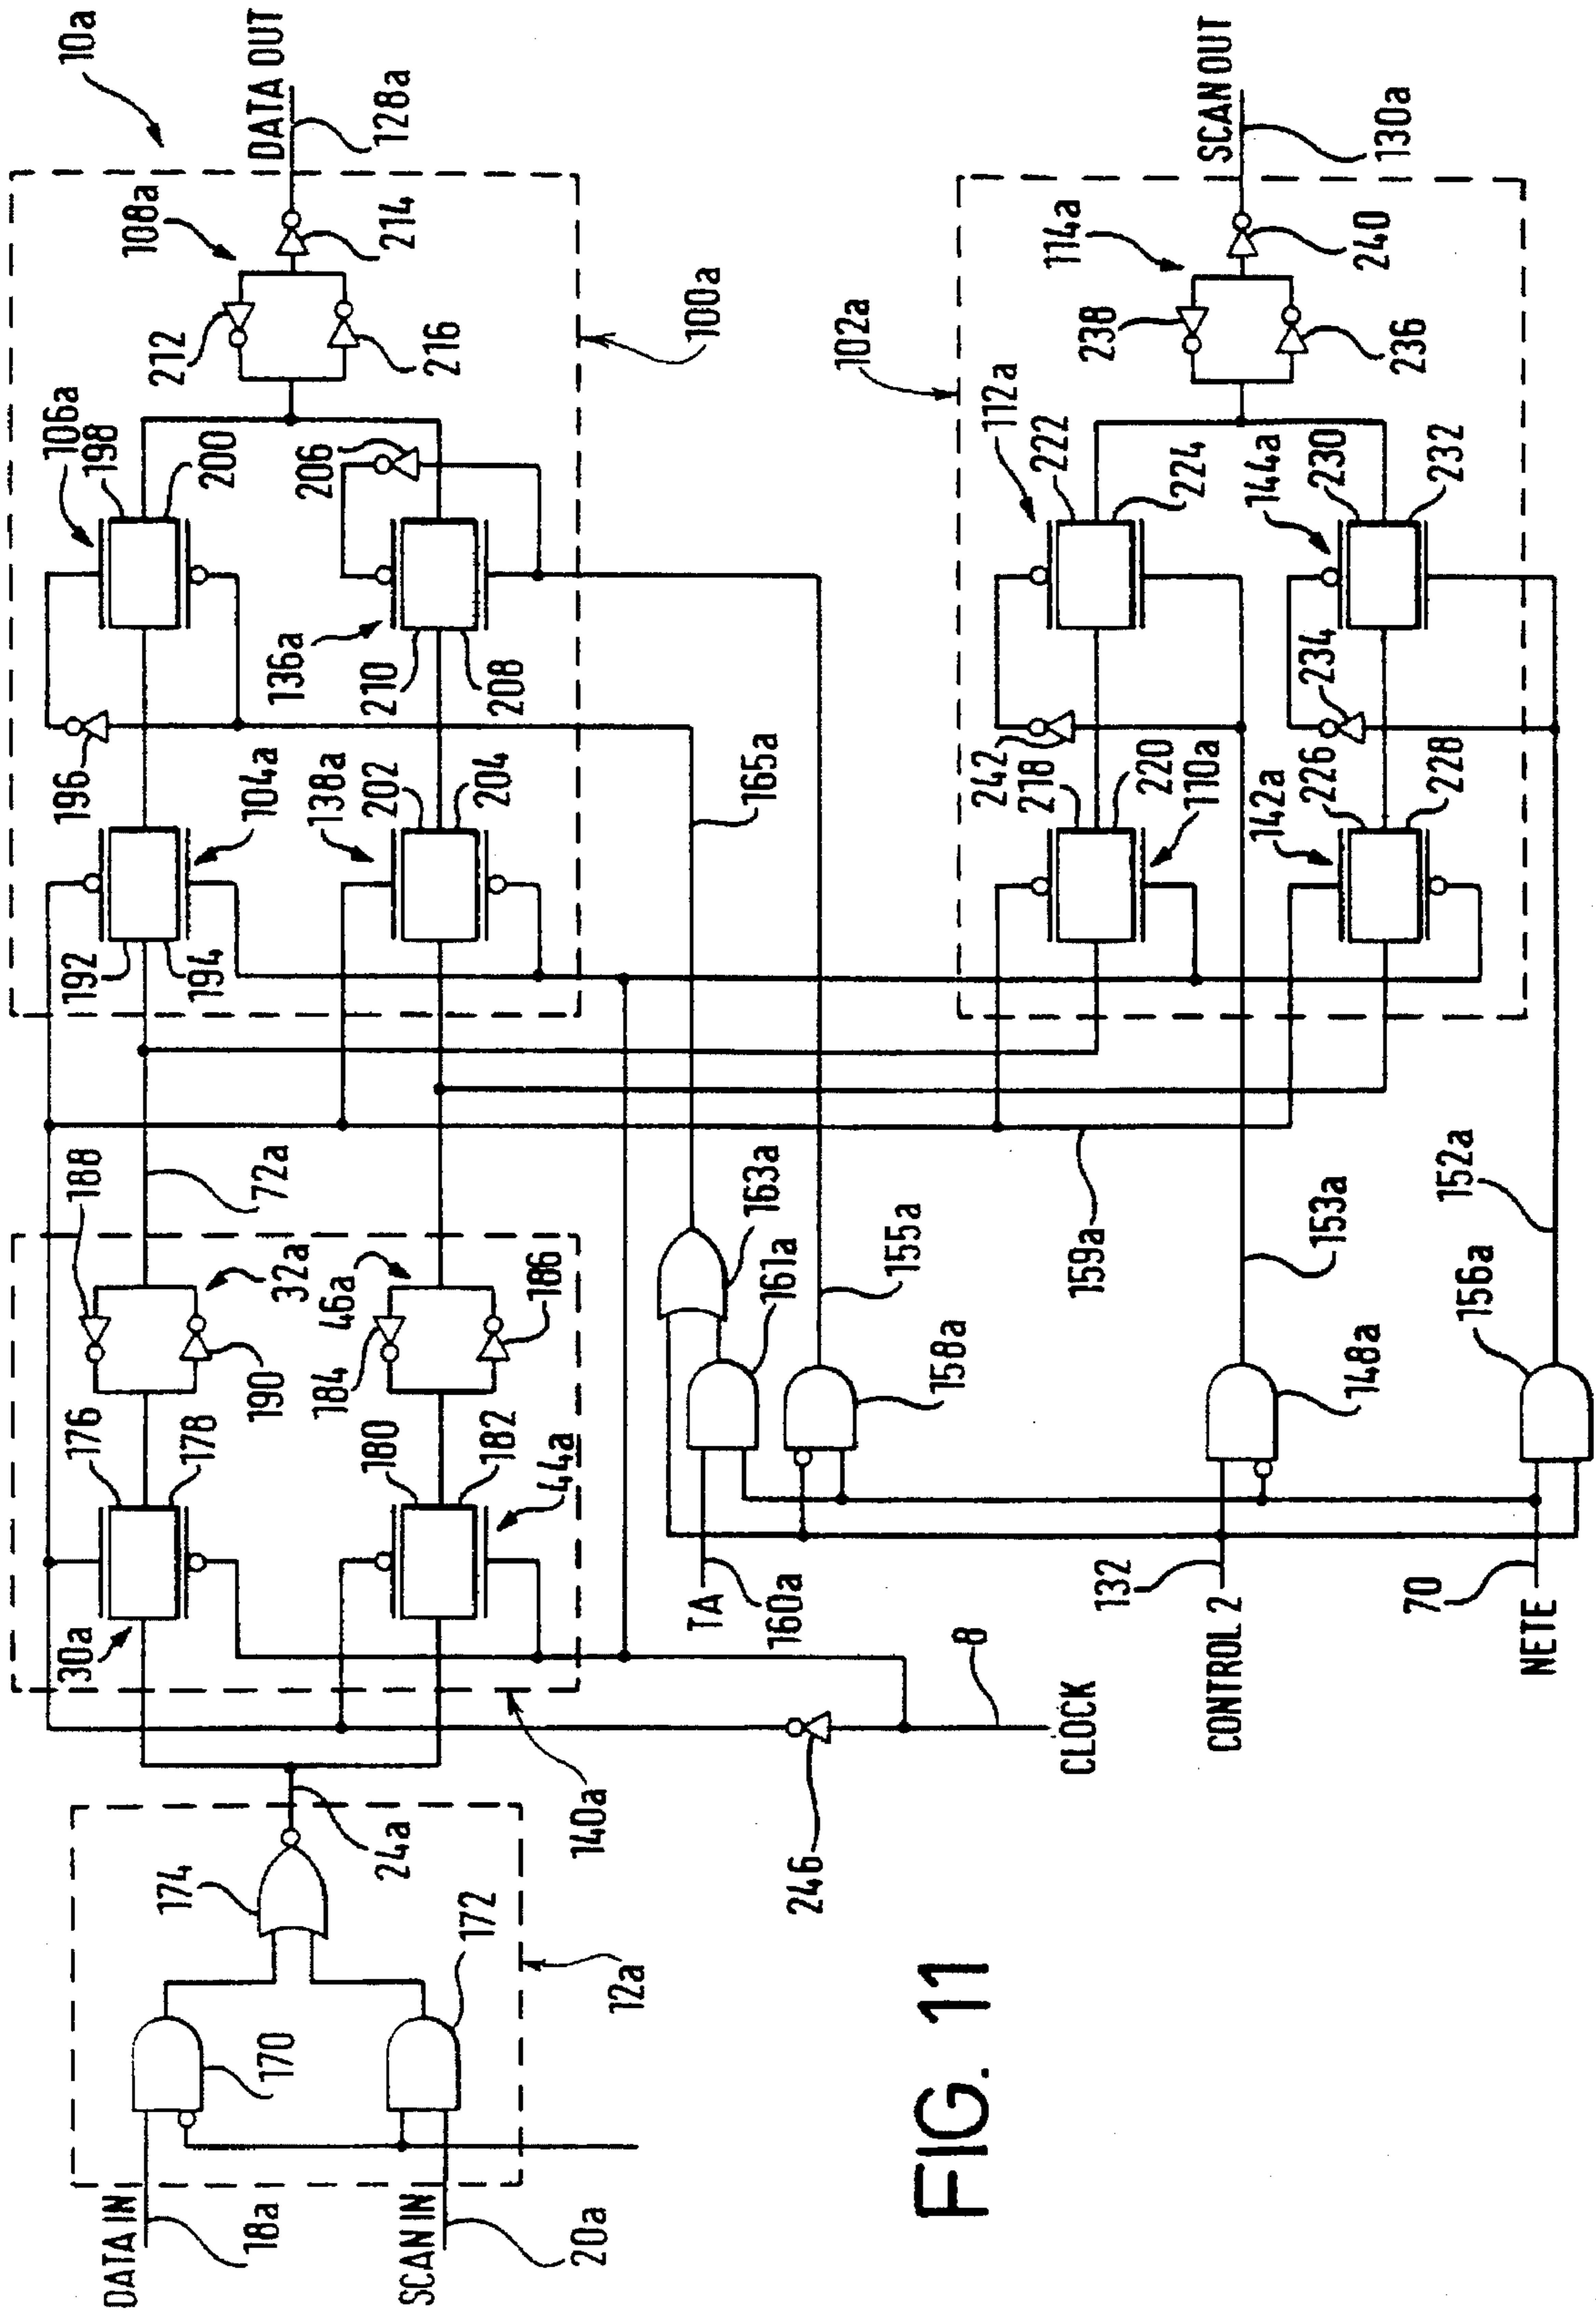 10a
DATA OUT
128a
108a
212
214
216
100a
106a
198
200
206
136a
210
208
196
104a
192
194
138a
202
204
165a
SCAN OUT
130a
114a
238
240
236
102a
112a
222
224
144a
230
232
234
242
218
220
110a
142a
226
228
188
72a
32a
190
46a
184
186
176
178
30a
180
182
44a
140a
163a
161a
155a
158a
159a
153a
148a
152a
156a
TA
160a
CONTROL 2
132
NETE
70
CLOCK
8
246
24a
174
172
170
12a
DATA IN
18a
SCAN IN
20a
FIG. 11